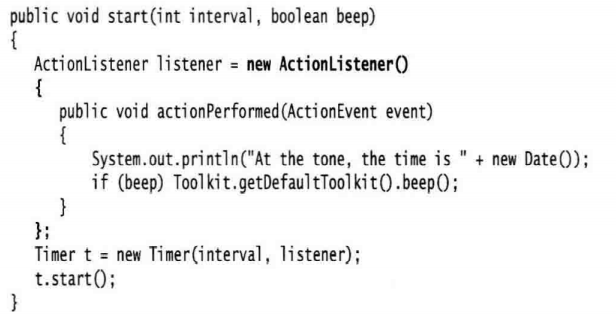 public void start(int interval, boolean beep)
{
ActionListener listener = new ActionListener()
{
public void actionPerformed(ActionEvent event)
{
System.out.println("At the tone, the time is " + new Date());
if (beep) Toolkit.getDefaultToolkit().beep();
}
};
Timer t = new Timer(interval, listener);
t.start();
}